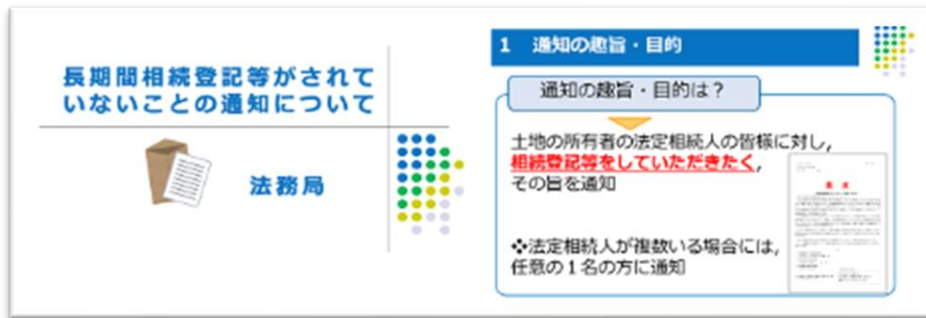 長期間相続登記等がされて
いないことの通知について
法務局
1 通知の趣旨・目的
通知の趣旨・目的は？
土地の所有者の法定相続人の皆様に対し，
相続登記等をしていただきたく，
その旨を通知
❖法定相続人が複数いる場合には，
任意の１名の方に通知